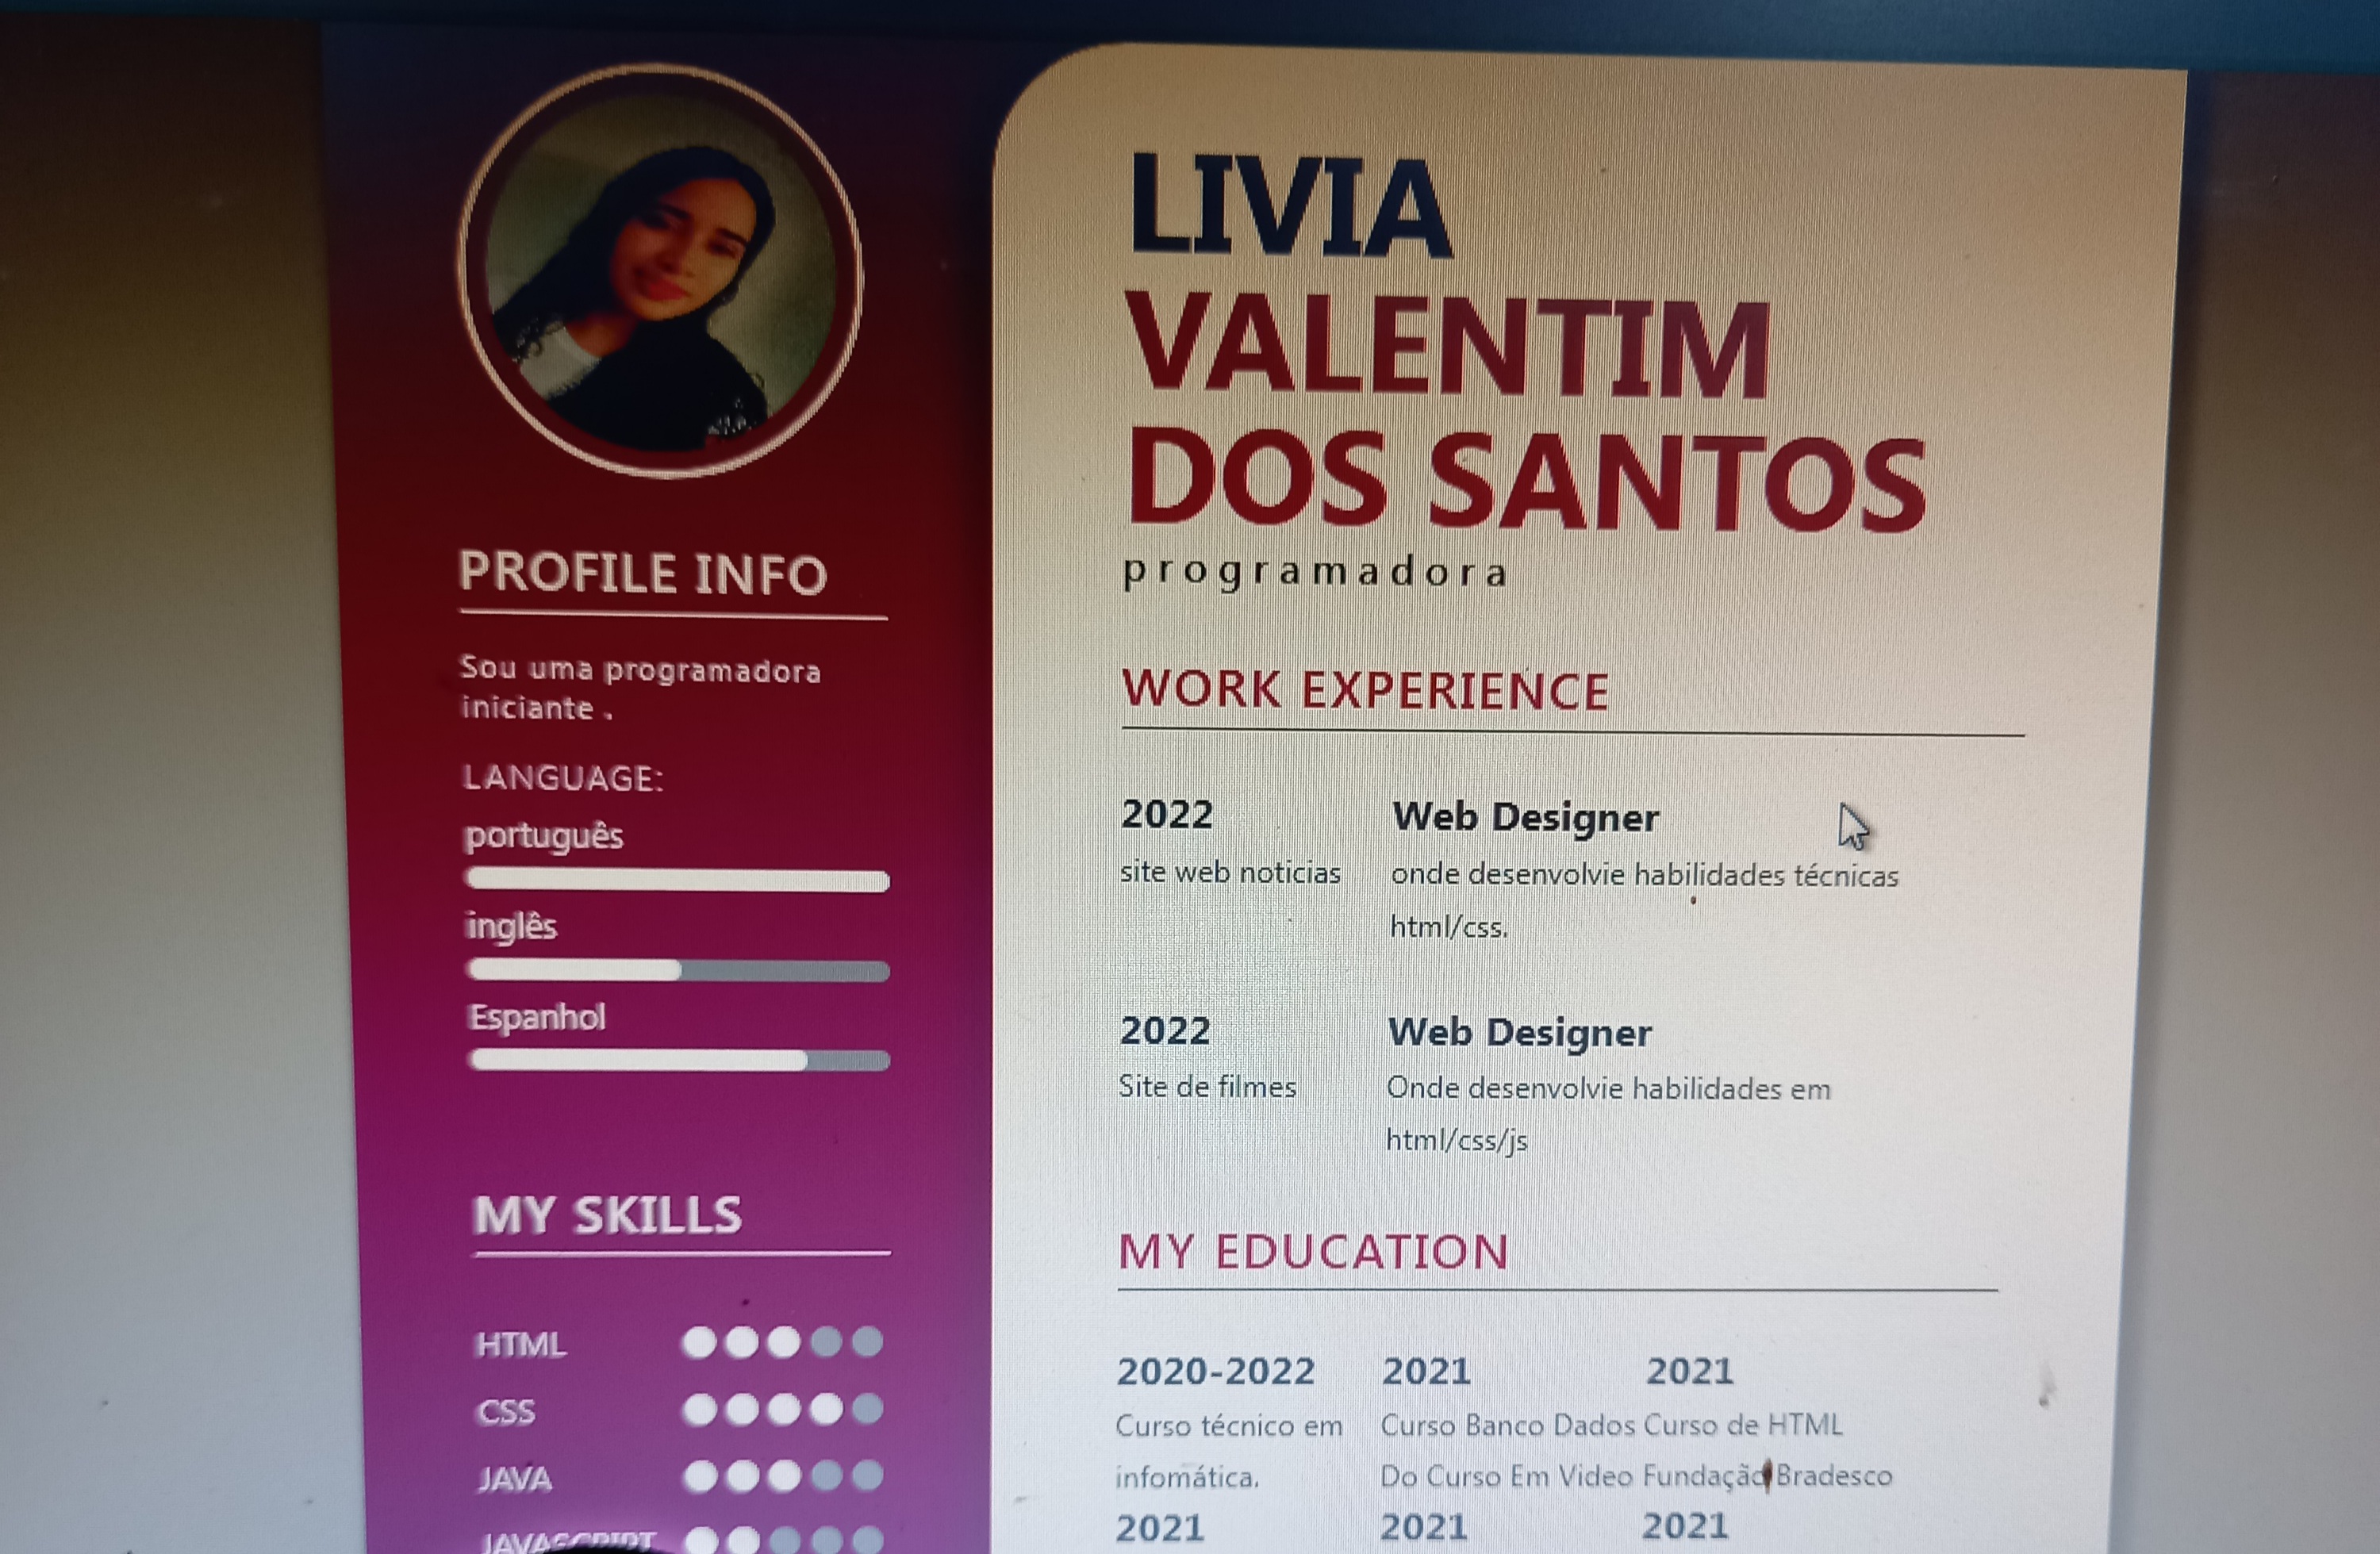 LIVIA
VALENTIM
DOS SANTOS
programadora
PROFILE INFO
Sou uma programadora
iniciante .
LANGUAGE:
português
inglês
Espanhol
MY SKILLS
HTML
CSS
JAVA
JAVASCRIPT
WORK EXPERIENCE
2022
site web noticias
Web Designer
onde desenvolvie habilidades técnicas
html/css.
2022
Site de filmes
Web Designer
Onde desenvolvie habilidades em
html/css/js
MY EDUCATION
2020-2022
Curso técnico em
infomática.
2021
Curso Banco Dados
Do Curso Em Video
2021
Curso de HTML
Fundação Bradesco
2021
2021
2021